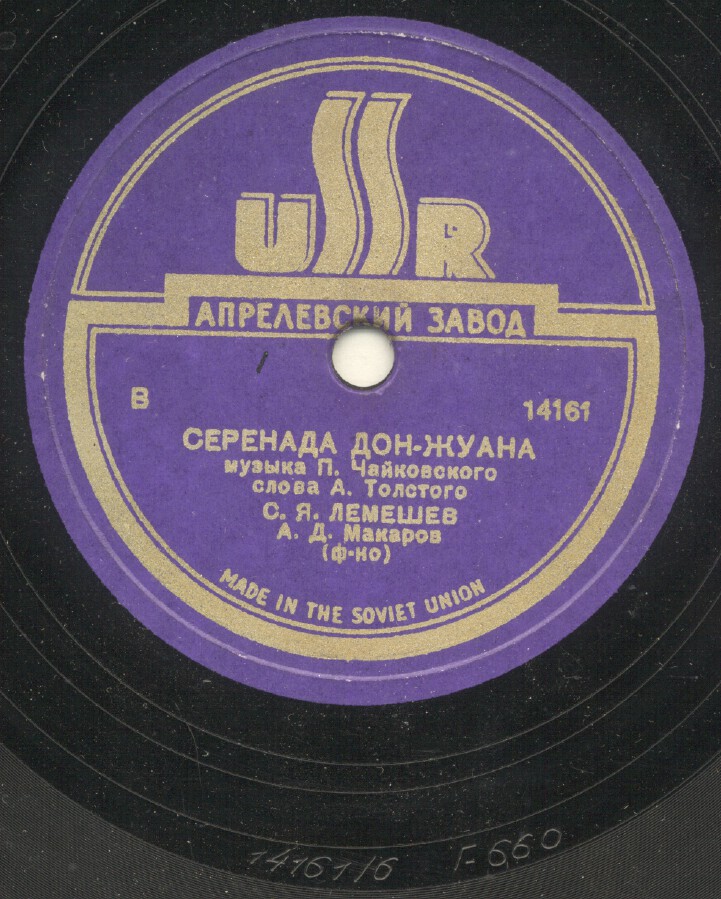 USSR
АПРЕЛЕВСКИЙ ЗАВОД
В 14161
СЕРЕНАДА ДОН-ЖУАНА
музыка П. Чайковского
слова А. Толстого
С. Я. ЛЕМЕШЕВ
А. Д. Макаров
(ф-но)
MADE IN THE SOVIET UNION
14161/6 F-660